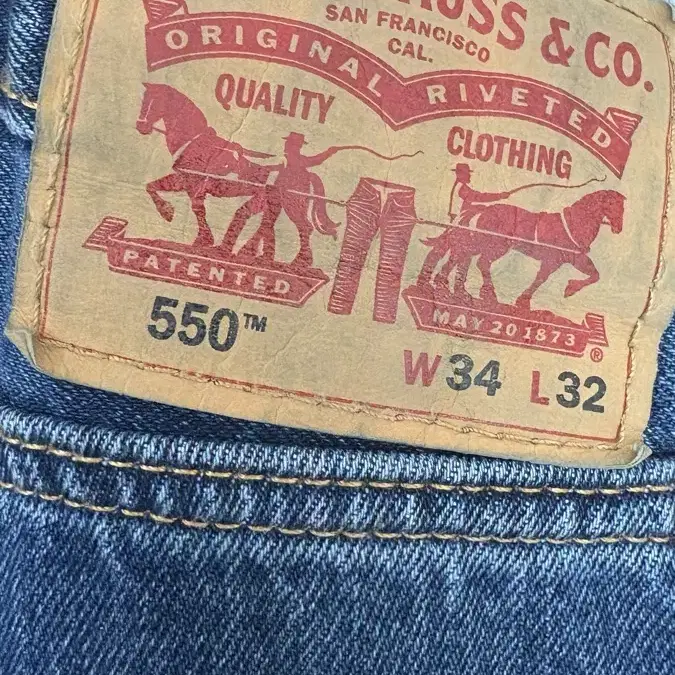 & CO.
SAN FRANCISCO
CAL.
ORIGINAL RIVETED
QUALITY CLOTHING
PATENTED
MAY 20 1873
®
550™
W34 L32